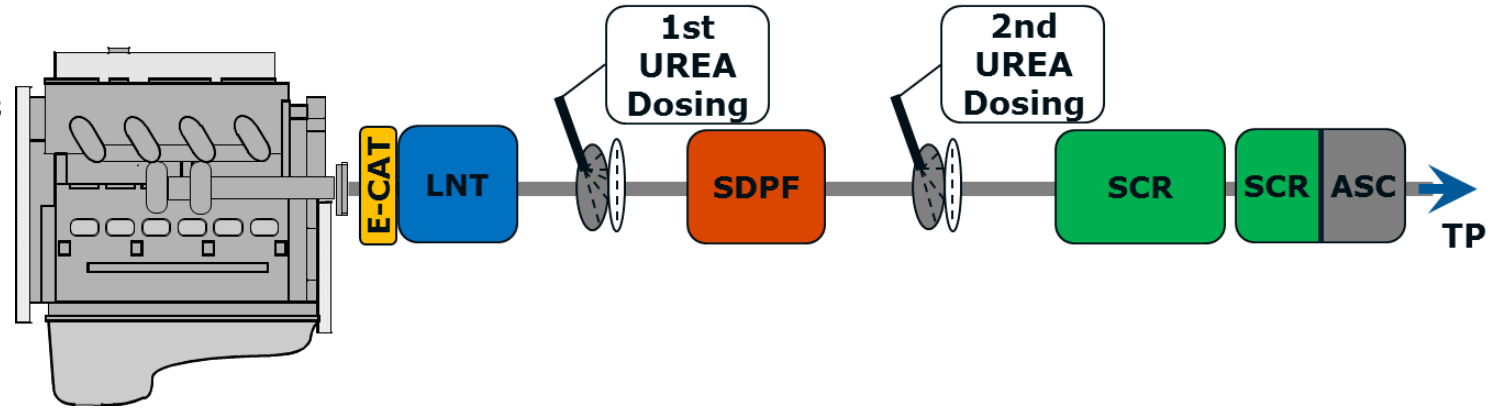 1st
UREA
Dosing
2nd
UREA
Dosing
E-CAT
LNT
SDPF
SCR
SCR
ASC
TP